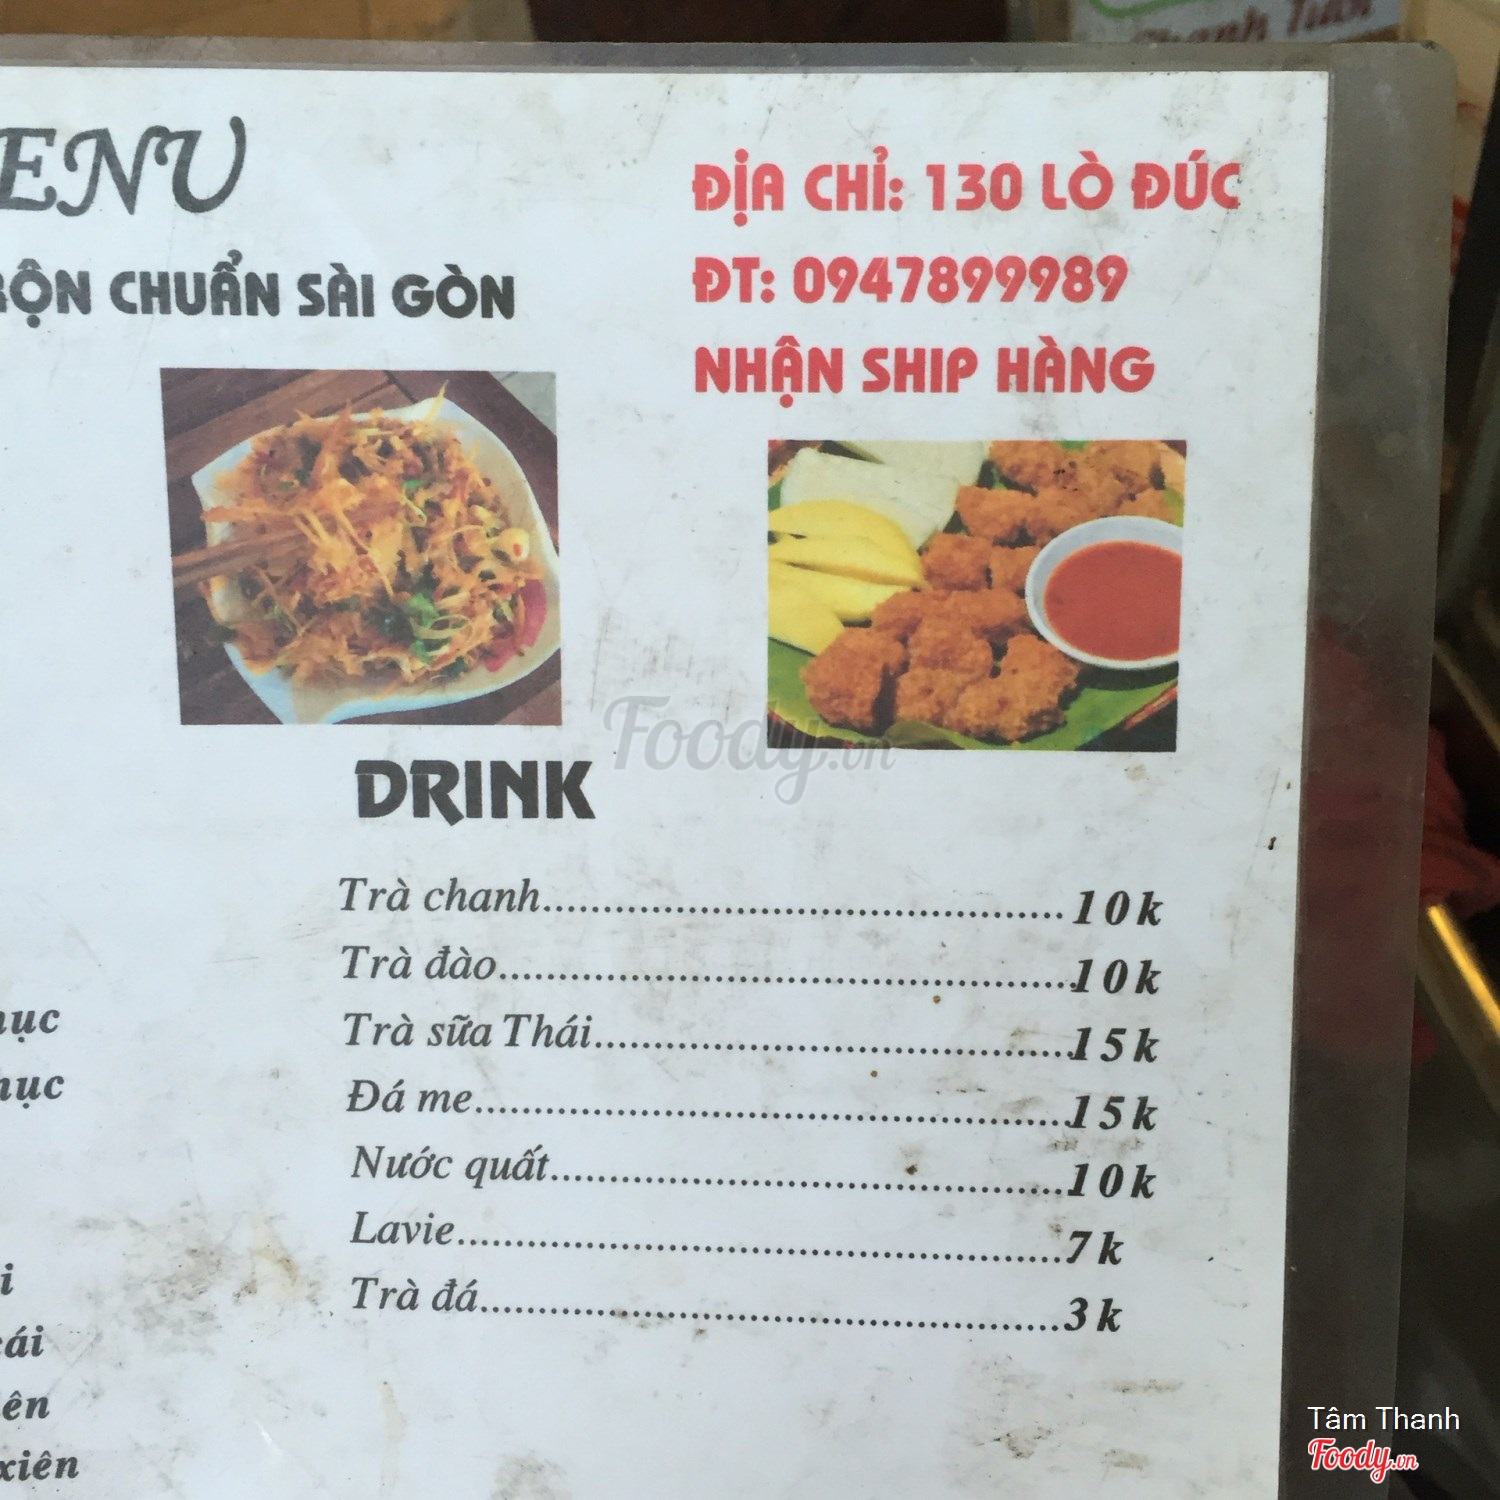 ENU
ĐỊA CHỈ: 130 LÒ ĐÚC
ĐT: 0947899989
NHẬN SHIP HÀNG
RỘN CHUẨN SÀI GÒN
Foody.vn
DRINK
Trà chanh 10k
Trà đào 10k
Trà sữa Thái 15k
Đá me 15k
Nước quất 10k
Lavie 7k
Trà đá 3k
ục
ục
i
cái
iên
xiên
Tâm Thanh
Foody.vn